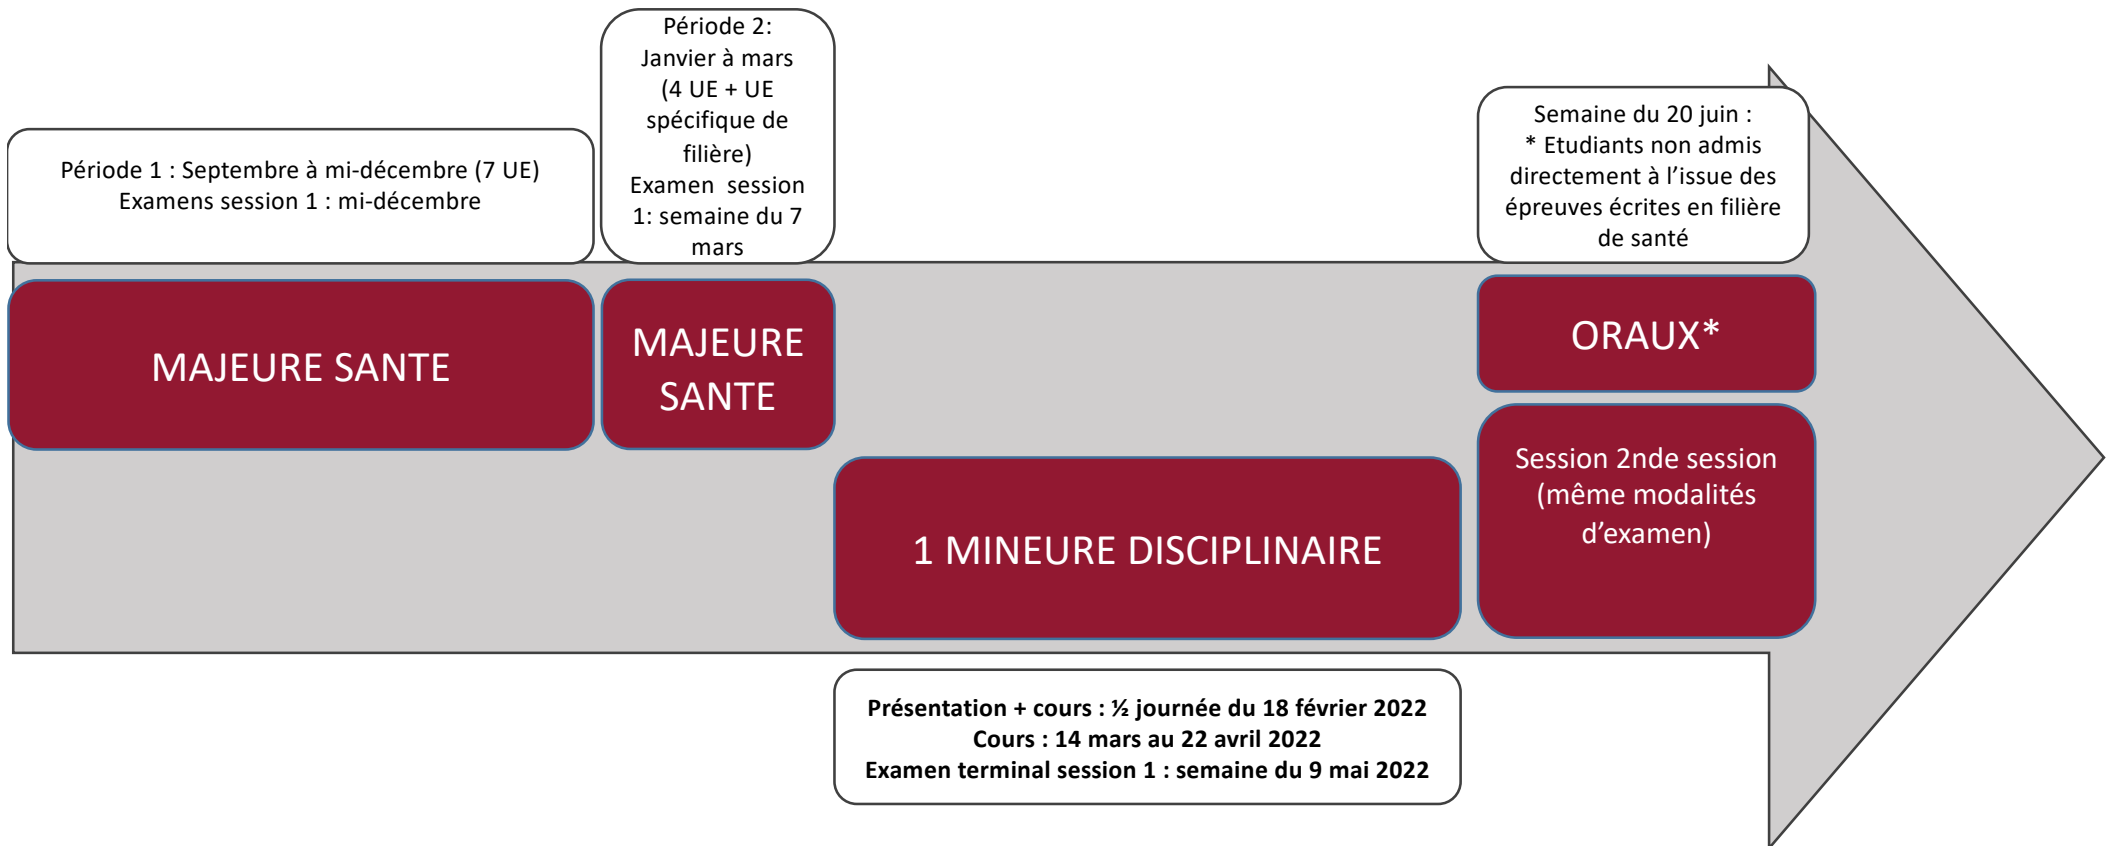 Période 2:
Janvier à mars
(4 UE + UE
spécifique de
filière)
Examen session
1: semaine du 7
mars
Période 1 : Septembre à mi-décembre (7 UE)
Examens session 1 : mi-décembre
Semaine du 20 juin :
* Etudiants non admis
directement à l’issue des
épreuves écrites en filière
de santé
MAJEURE SANTE
MAJEURE
SANTE
ORAUX*
1 MINEURE DISCIPLINAIRE
Session 2nde session
(même modalités
d’examen)
Présentation + cours : ½ journée du 18 février 2022
Cours : 14 mars au 22 avril 2022
Examen terminal session 1 : semaine du 9 mai 2022